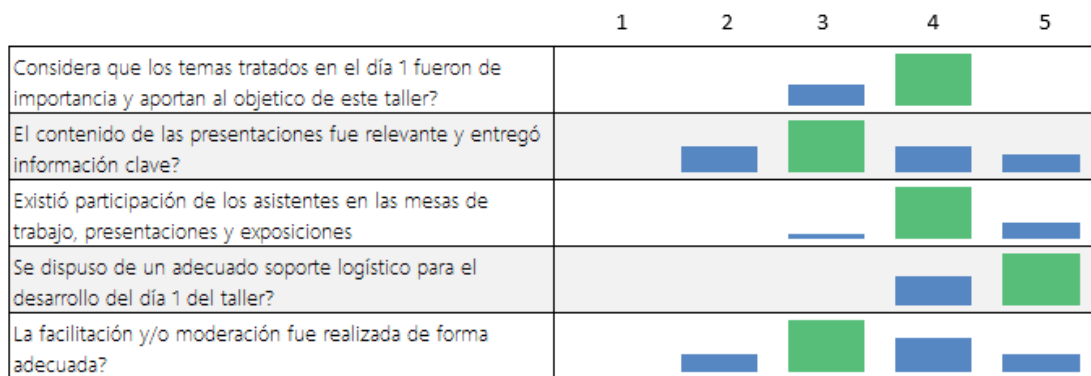 1 2 3 4 5
Considera que los temas tratados en el día 1 fueron de
importancia y aportan al objetico de este taller?
El contenido de las presentaciones fue relevante y entregó
información clave?
Existió participación de los asistentes en las mesas de
trabajo, presentaciones y exposiciones
Se dispuso de un adecuado soporte logístico para el
desarrollo del día 1 del taller?
La facilitación y/o moderación fue realizada de forma
adecuada?